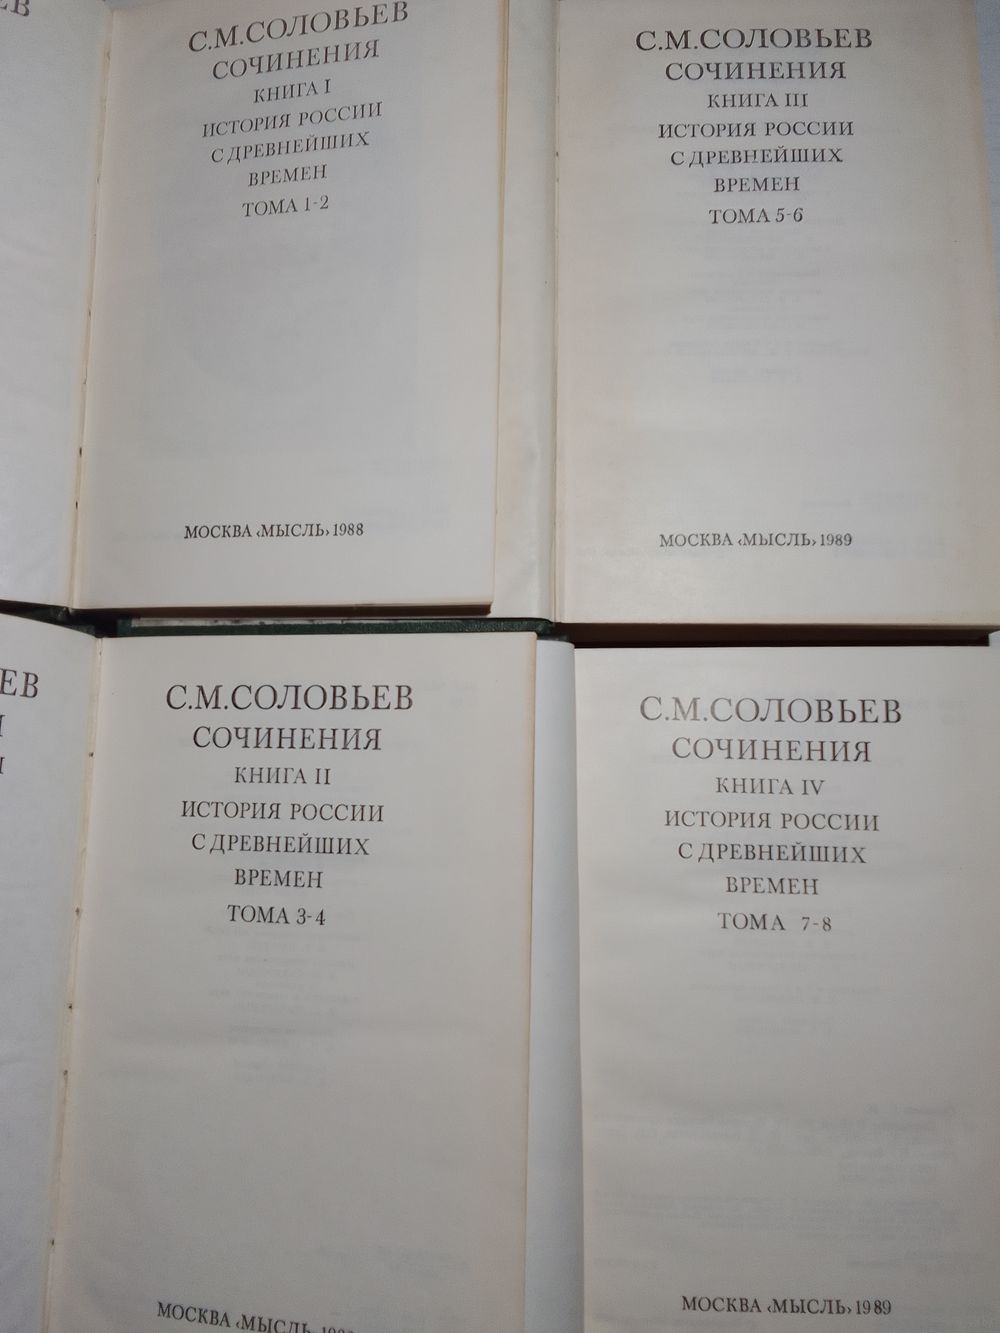 С.М.СОЛОВЬЕВ
СОЧИНЕНИЯ
КНИГА I
ИСТОРИЯ РОССИИ
С ДРЕВНЕЙШИХ
ВРЕМЕН
ТОМА 1-2
МОСКВА «МЫСЛЬ» 1988
С.М.СОЛОВЬЕВ
СОЧИНЕНИЯ
КНИГА III
ИСТОРИЯ РОССИИ
С ДРЕВНЕЙШИХ
ВРЕМЕН
ТОМА 5-6
МОСКВА «МЫСЛЬ» 1989
ЕВ
С.М.СОЛОВЬЕВ
СОЧИНЕНИЯ
КНИГА II
ИСТОРИЯ РОССИИ
С ДРЕВНЕЙШИХ
ВРЕМЕН
ТОМА 3-4
МОСКВА «МЫСЛЬ»
С.М.СОЛОВЬЕВ
СОЧИНЕНИЯ
КНИГА IV
ИСТОРИЯ РОССИИ
С ДРЕВНЕЙШИХ
ВРЕМЕН
ТОМА 7-8
МОСКВА «МЫСЛЬ» 1989